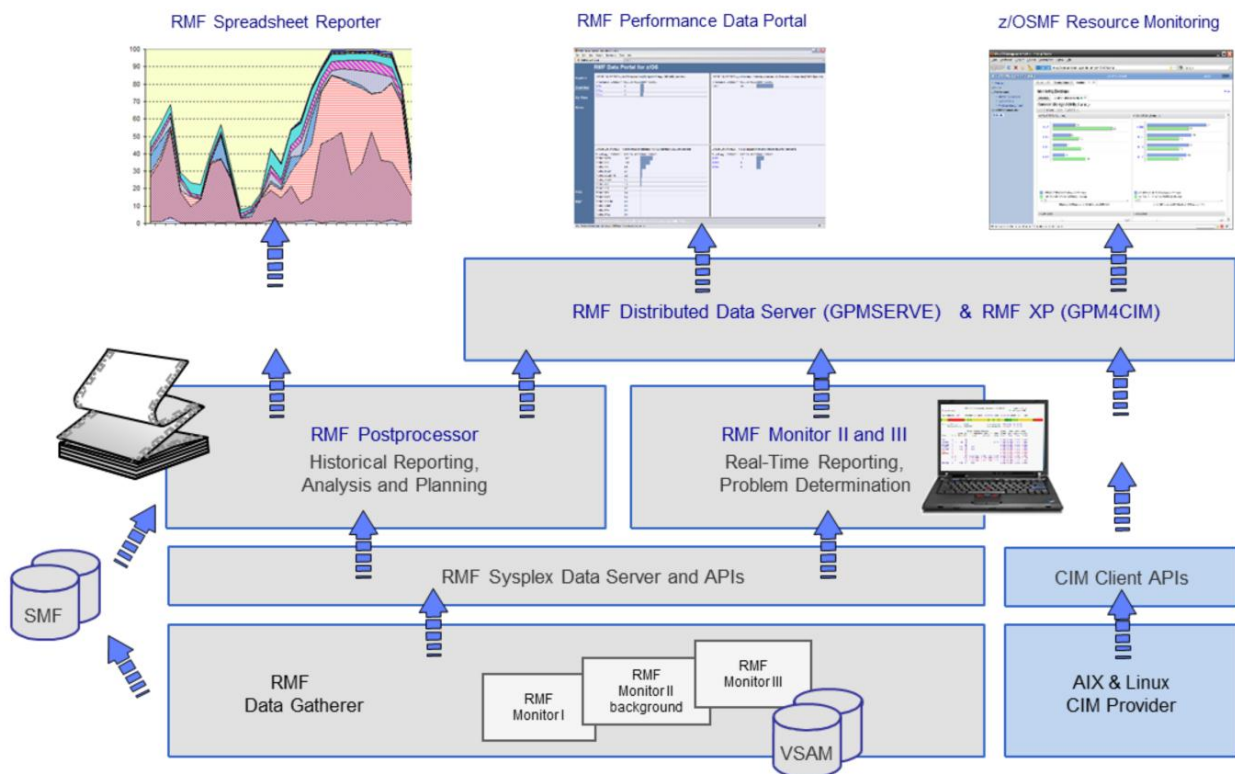 RMF Spreadsheet Reporter
RMF Performance Data Portal
z/OSMF Resource Monitoring
100
90
80
70
60
50
40
30
20
10
0
RMF Data Portal for z/OS
RMF Distributed Data Server (GPMSERVE) & RMF XP (GPM4CIM)
RMF Postprocessor
Historical Reporting,
Analysis and Planning
RMF Monitor II and III
Real-Time Reporting,
Problem Determination
SMF
RMF Sysplex Data Server and APIs
CIM Client APIs
RMF
Data Gatherer
RMF
Monitor I
RMF
Monitor II
background
RMF
Monitor III
VSAM
AIX & Linux
CIM Provider